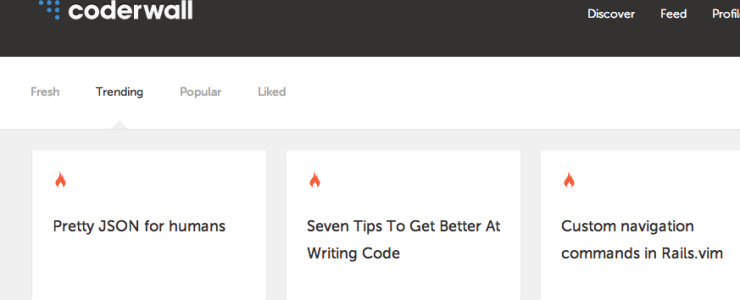 coderwall
Discover Feed
Fresh Trending Popular Liked
Pretty JSON for humans
Seven Tips To Get Better At
Writing Code
Custom navigation
commands in Rails.vim